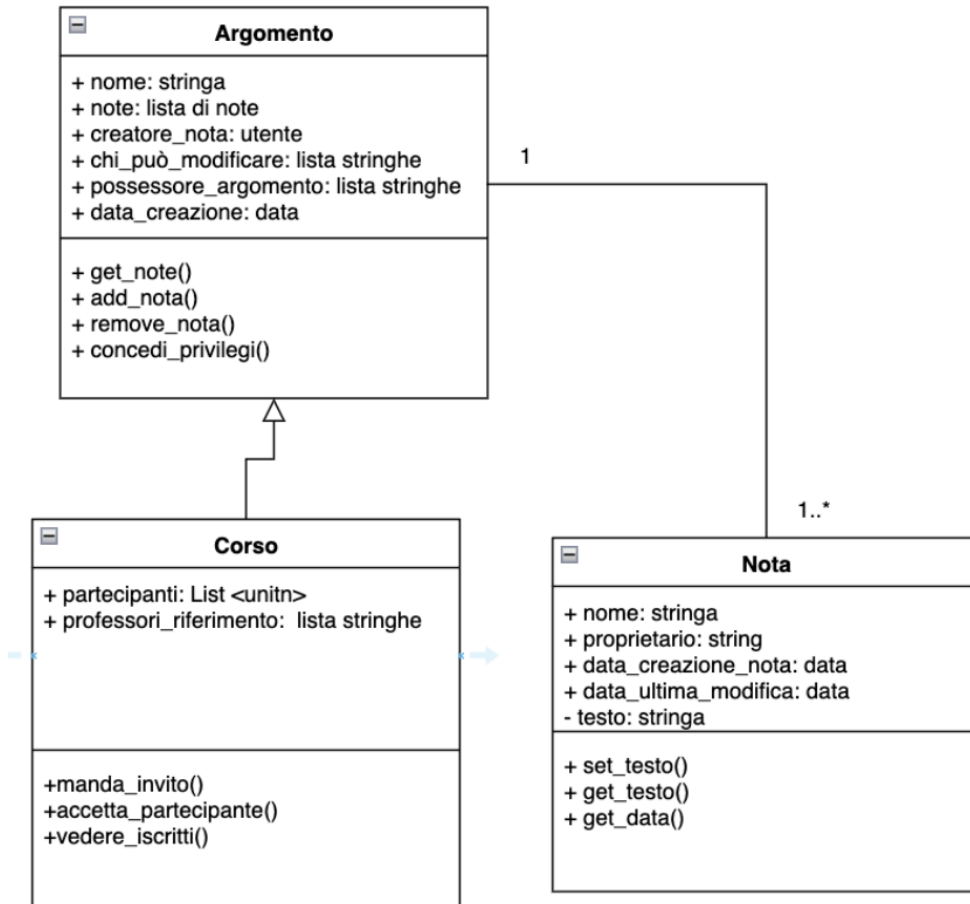 Argomento
+ nome: stringa
+ note: lista di note
+ creatore_nota: utente
+ chi_può_modificare: lista stringhe
+ possessore_argomento: lista stringhe
+ data_creazione: data
+ get_note()
+ add_nota()
+ remove_nota()
+ concedi_privilegi()
1
1..*
Corso
+ partecipanti: List <unitn>
+ professori_riferimento: lista stringhe
+manda_invito()
+accetta_partecipante()
+vedere_iscritti()
Nota
+ nome: stringa
+ proprietario: string
+ data_creazione_nota: data
+ data_ultima_modifica: data
- testo: stringa
+ set_testo()
+ get_testo()
+ get_data()